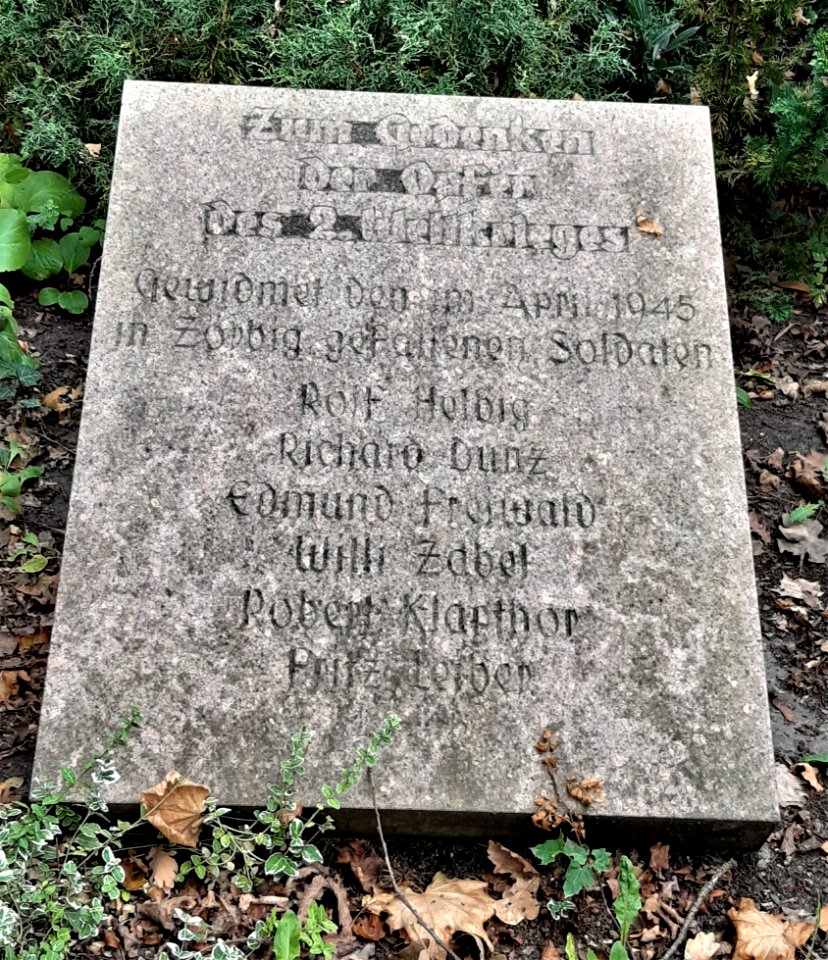 Zum Gedenken
Der Opfer
Des 2. Weltkrieges
Gewidmet den im April 1945
in Zörbig gefallenen Soldaten
Rolf Helbig
Richard Dunz
Edmund Freiwald
Willi Zabel
Robert Klapthor
Fritz Leiber